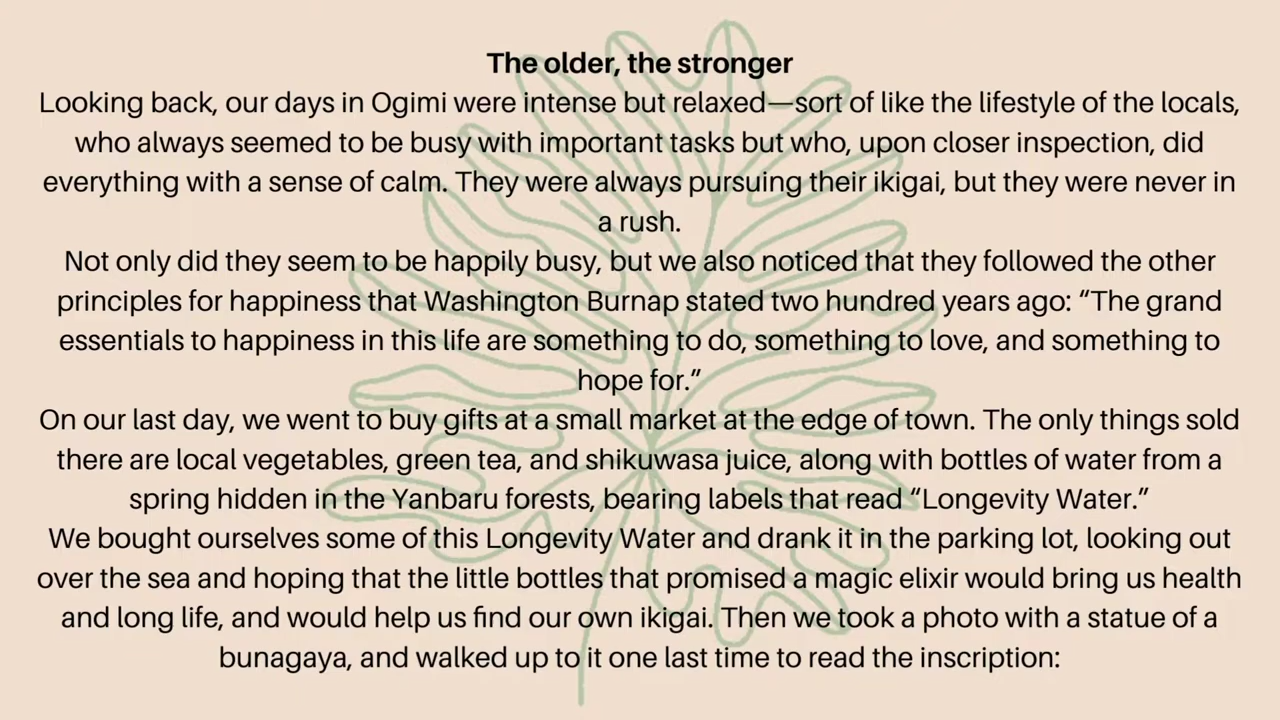 The older, the stronger
Looking back, our days in Ogimi were intense but relaxed—sort of like the lifestyle of the locals,
who always seemed to be busy with important tasks but who, upon closer inspection, did
everything with a sense of calm. They were always pursuing their ikigai, but they were never in
a rush.
Not only did they seem to be happily busy, but we also noticed that they followed the other
principles for happiness that Washington Burnap stated two hundred years ago: “The grand
essentials to happiness in this life are something to do, something to love, and something to
hope for.”
On our last day, we went to buy gifts at a small market at the edge of town. The only things sold
there are local vegetables, green tea, and shikuwasa juice, along with bottles of water from a
spring hidden in the Yanbaru forests, bearing labels that read “Longevity Water.”
We bought ourselves some of this Longevity Water and drank it in the parking lot, looking out
over the sea and hoping that the little bottles that promised a magic elixir would bring us health
and long life, and would help us find our own ikigai. Then we took a photo with a statue of a
bunagaya, and walked up to it one last time to read the inscription: